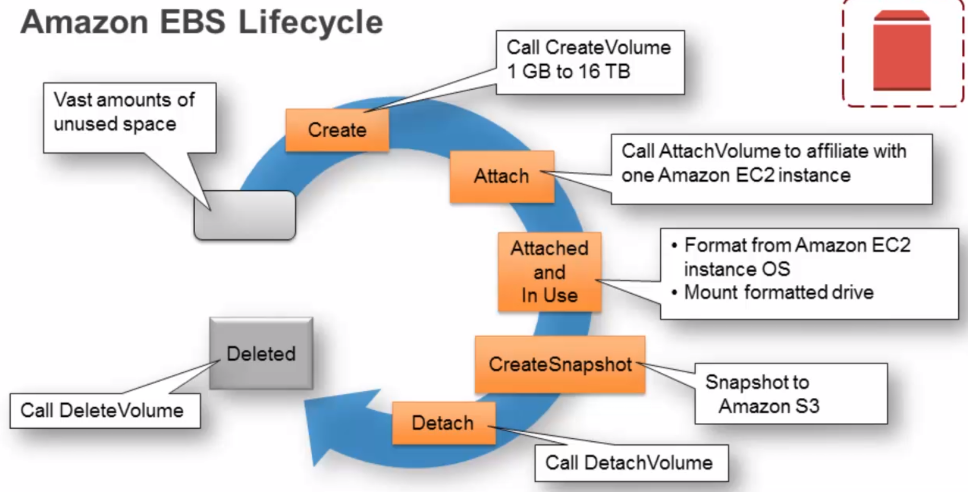 Amazon EBS Lifecycle
Call CreateVolume
1 GB to 16 TB
Vast amounts of
unused space
Create
Call AttachVolume to affiliate with
one Amazon EC2 instance
Attach
Attached
and
In Use
• Format from Amazon EC2
instance OS
• Mount formatted drive
Deleted
CreateSnapshot
Snapshot to
Amazon S3
Call DeleteVolume
Detach
Call DetachVolume